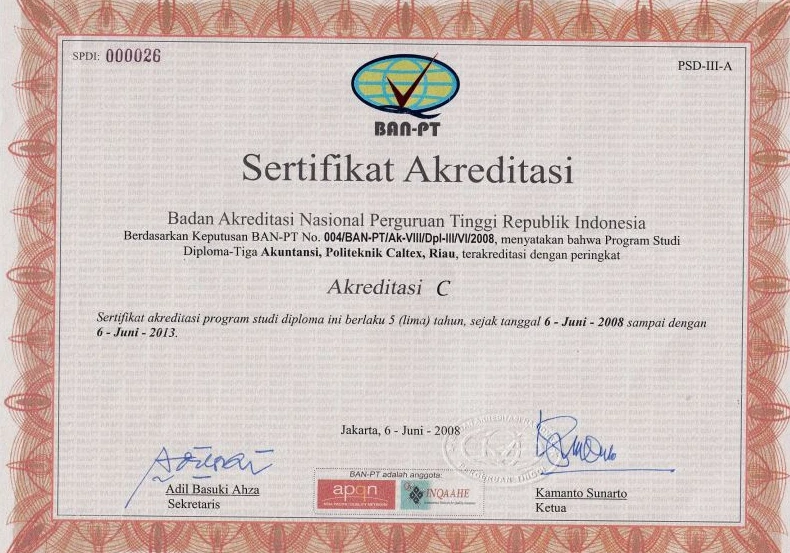 SPDI: 000026
PSD-III-A
BAN-PT
Sertifikat Akreditasi
Badan Akreditasi Nasional Perguruan Tinggi Republik Indonesia
Berdasarkan Keputusan BAN-PT No. 004/BAN-PT/Ak-VIII/Dpl-III/VI/2008, menyatakan bahwa Program Studi
Diploma-Tiga Akuntansi, Politeknik Caltex, Riau, terakreditasi dengan peringkat
Akreditasi C
Sertifikat akreditasi program studi diploma ini berlaku 5 (lima) tahun, sejak tanggal 6 - Juni - 2008 sampai dengan
6 - Juni - 2013.
Jakarta, 6 - Juni - 2008
BAN-PT adalah anggota:
apqn
INQAAHE
Adil Basuki Ahza
Sekretaris
Kamanto Sunarto
Ketua